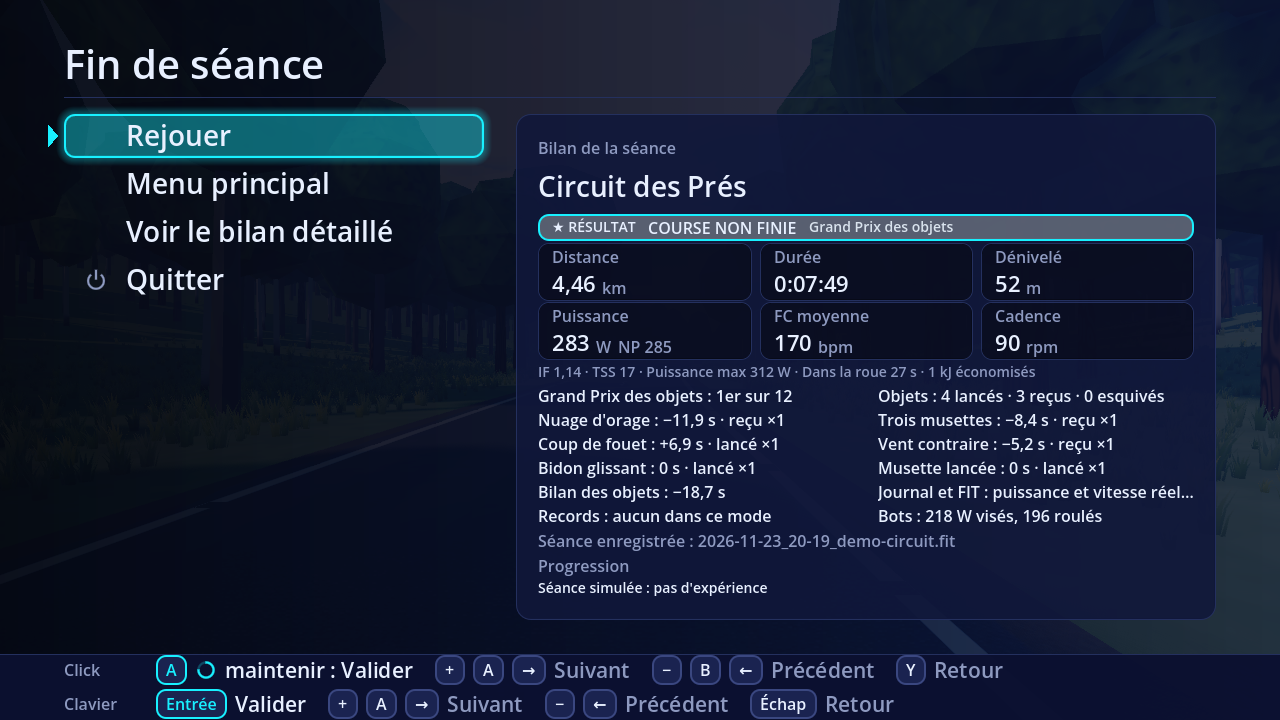 Fin de séance
Rejouer
Menu principal
Voir le bilan détaillé
Quitter
Bilan de la séance
Circuit des Prés
★ RÉSULTAT COURSE NON FINIE Grand Prix des objets
Distance Durée Dénivelé
4,46 km 0:07:49 52 m
Puissance FC moyenne Cadence
283 W NP 285 170 bpm 90 rpm
IF 1,14 · TSS 17 · Puissance max 312 W · Dans la roue 27 s · 1 kJ économisés
Grand Prix des objets : 1er sur 12 Objets : 4 lancés · 3 reçus · 0 esquivés
Nuage d'orage : −11,9 s · reçu ×1 Trois musettes : −8,4 s · reçu ×1
Coup de fouet : +6,9 s · lancé ×1 Vent contraire : −5,2 s · reçu ×1
Bidon glissant : 0 s · lancé ×1 Musette lancée : 0 s · lancé ×1
Bilan des objets : −18,7 s Journal et FIT : puissance et vitesse réel...
Records : aucun dans ce mode Bots : 218 W visés, 196 roulés
Séance enregistrée : 2026-11-23_20-19_demo-circuit.fit
Progression
Séance simulée : pas d'expérience
Click A maintenir : Valider + A → Suivant − B ← Précédent Y Retour
Clavier Entrée Valider + A → Suivant − ← Précédent Échap Retour